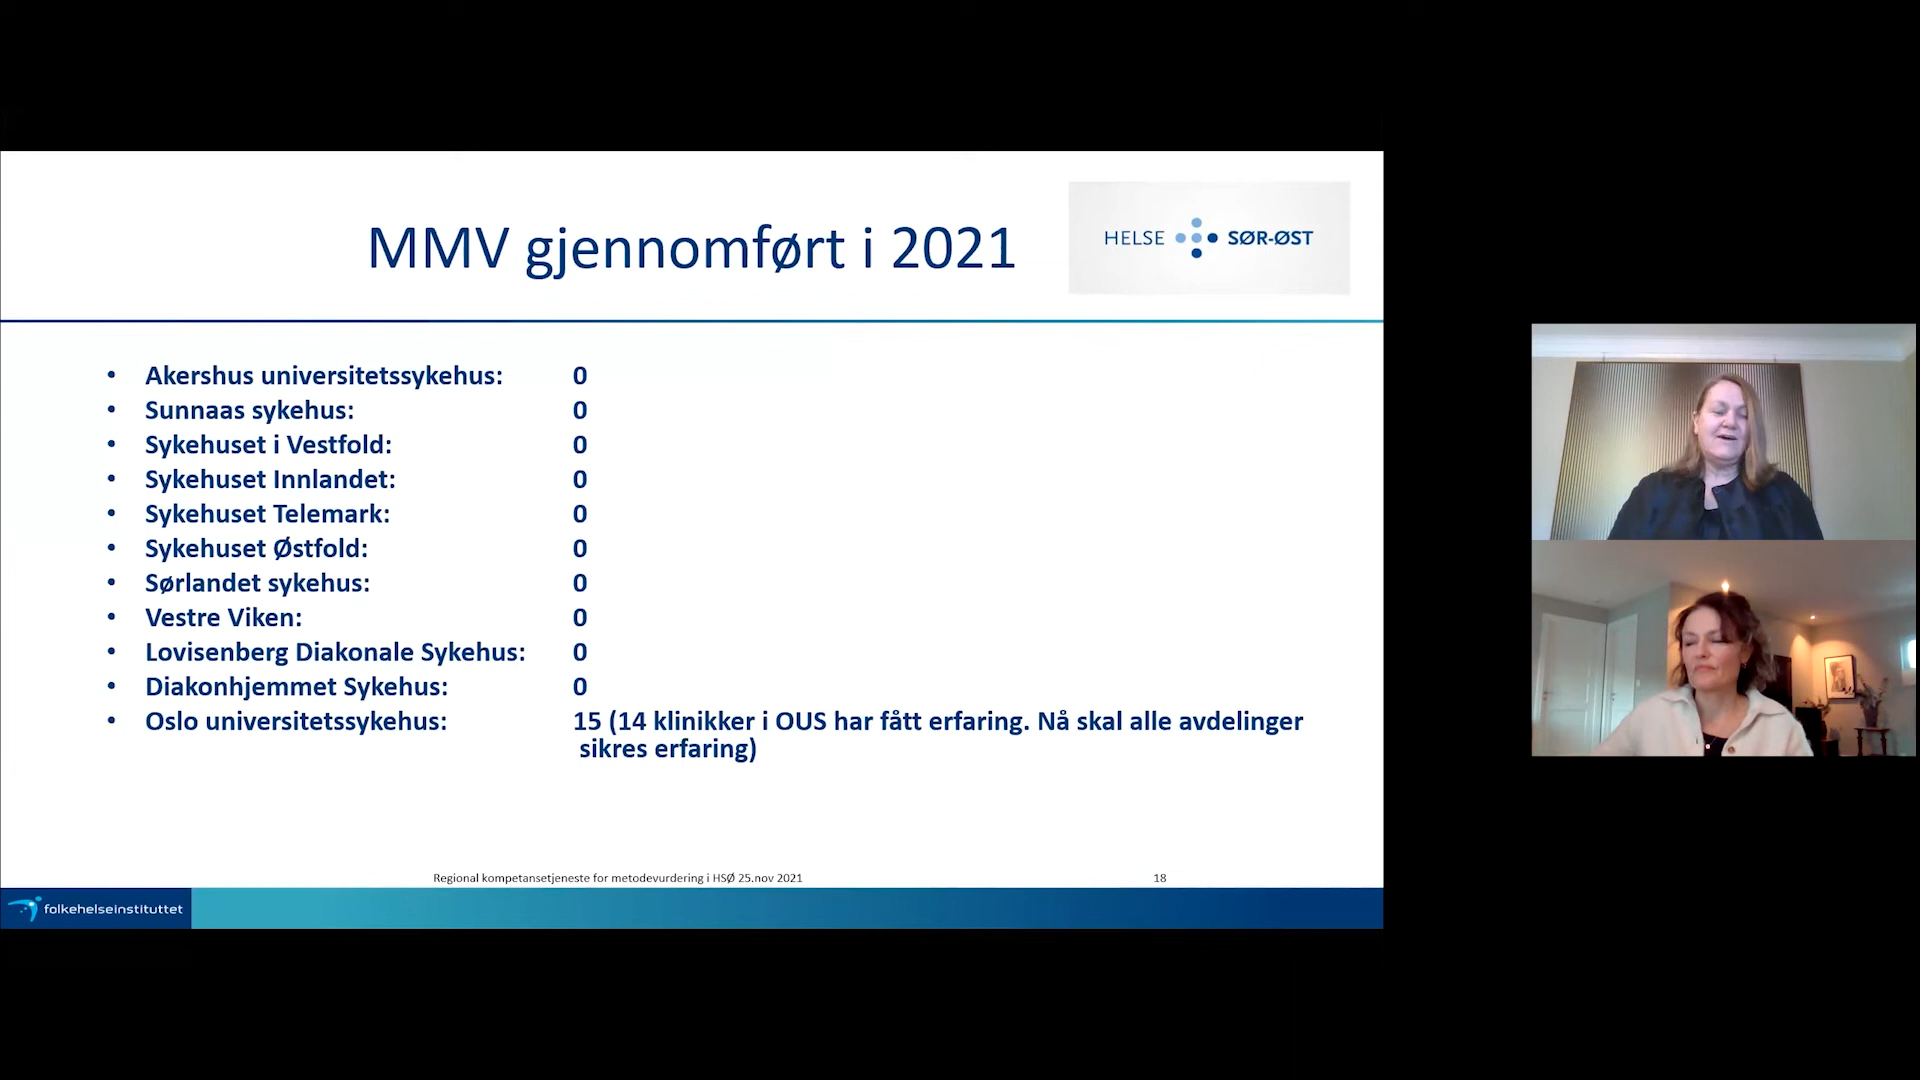 MMV gjennomført i 2021
HELSE SØR-ØST
• Akershus universitetssykehus: 0
• Sunnaas sykehus: 0
• Sykehuset i Vestfold: 0
• Sykehuset Innlandet: 0
• Sykehuset Telemark: 0
• Sykehuset Østfold: 0
• Sørlandet sykehus: 0
• Vestre Viken: 0
• Lovisenberg Diakonale Sykehus: 0
• Diakonhjemmet Sykehus: 0
• Oslo universitetssykehus: 15 (14 klinikker i OUS har fått erfaring. Nå skal alle avdelinger
sikres erfaring)
Regional kompetansetjeneste for metodevurdering i HSØ 25.nov 2021 18
folkehelseinstituttet